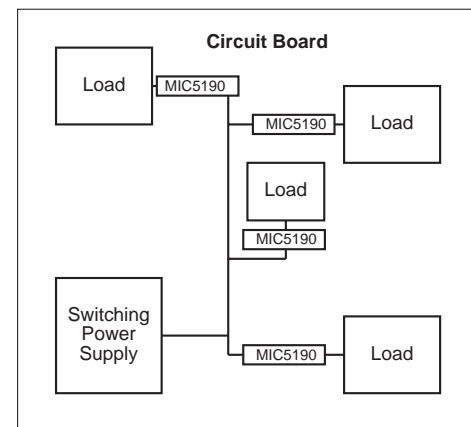 Circuit Board
Load
MIC5190
MIC5190
Load
Load
MIC5190
Switching
Power
Supply
MIC5190
Load